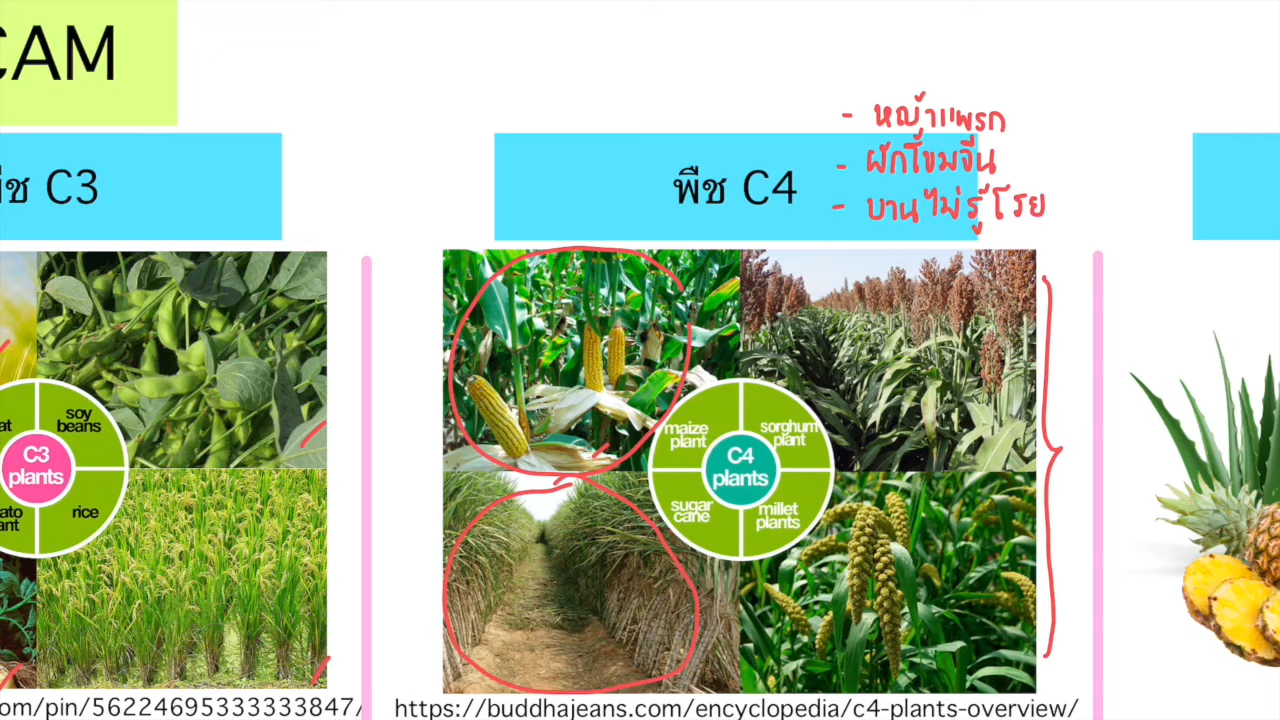 CAM
- หญ้าแพรก
- ผักโขมจีน
- บานไม่รู้โรย
พืช C3
พืช C4
soy
beans
C3
plants
rice
maize
plant
sorghum
plant
C4
plants
sugar
cane
millet
plants
om/pin/56224695333333847/
https://buddhajeans.com/encyclopedia/c4-plants-overview/